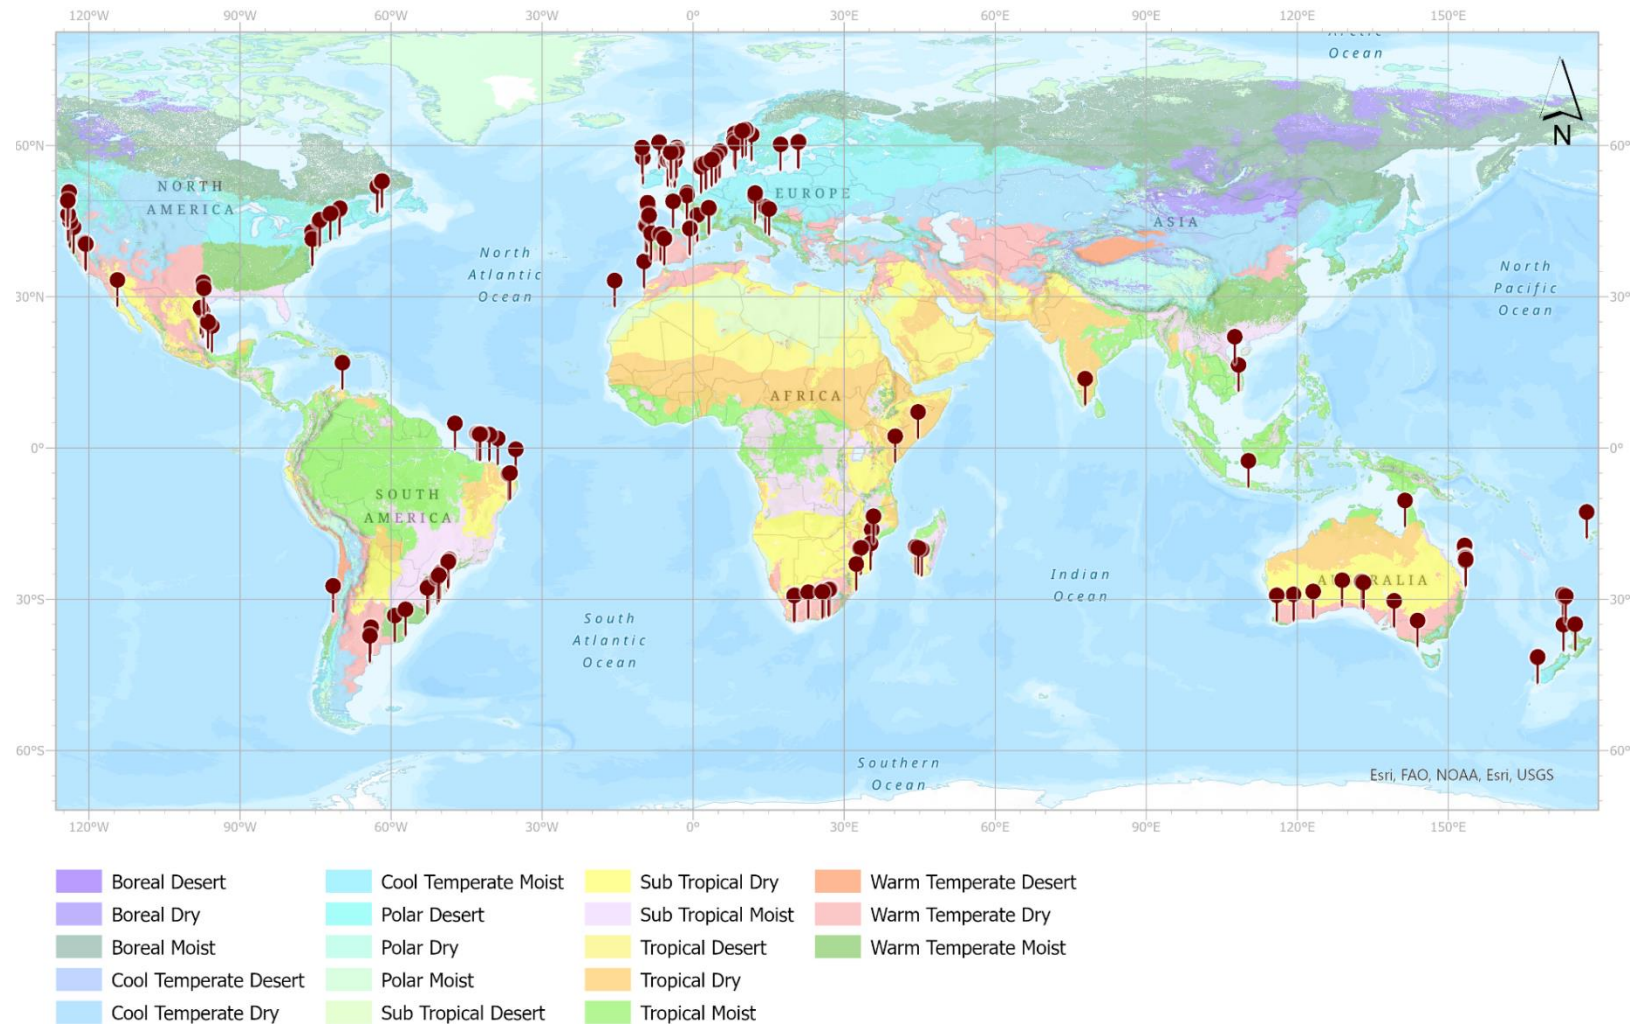 120°W 90°W 60°W 30°W 0° 30°E 60°E 90°E 120°E 150°E
Ocean
N
60°N 60°
NORTH
AMERICA
EUROPE
ASIA
North
Atlantic
Ocean
North
Pacific
Ocean
30°N 30°
AFRICA
0° 0°
SOUTH
AMERICA
Indian
Ocean
AUSTRALIA
30°S 30°
South
Atlantic
Ocean
60°S 60°
Southern
Ocean
Esri, FAO, NOAA, Esri, USGS
120°W 90°W 60°W 30°W 0° 30°E 60°E 90°E 120°E 150°E
Boreal Desert Cool Temperate Moist Sub Tropical Dry Warm Temperate Desert
Boreal Dry Polar Desert Sub Tropical Moist Warm Temperate Dry
Boreal Moist Polar Dry Tropical Desert Warm Temperate Moist
Cool Temperate Desert Polar Moist Tropical Dry
Cool Temperate Dry Sub Tropical Desert Tropical Moist